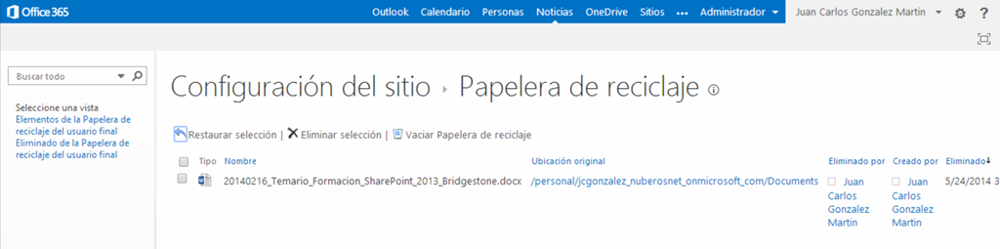 Office 365 Outlook Calendario Personas Noticias OneDrive Sitios ••• Administrador Juan Carlos Gonzalez Martin ?
Buscar todo
Configuración del sitio › Papelera de reciclaje
Seleccione una vista
Elementos de la Papelera de
reciclaje del usuario final
Eliminado de la Papelera de
reciclaje del usuario final
Restaurar selección | Eliminar selección | Vaciar Papelera de reciclaje
Tipo Nombre Ubicación original Eliminado por Creado por Eliminado
20140216_Temario_Formacion_SharePoint_2013_Bridgestone.docx /personal/jcgonzalez_nuberosnet_onmicrosoft_com/Documents Juan Juan 5/24/2014 3
Carlos Carlos
Gonzalez Gonzalez
Martin Martin